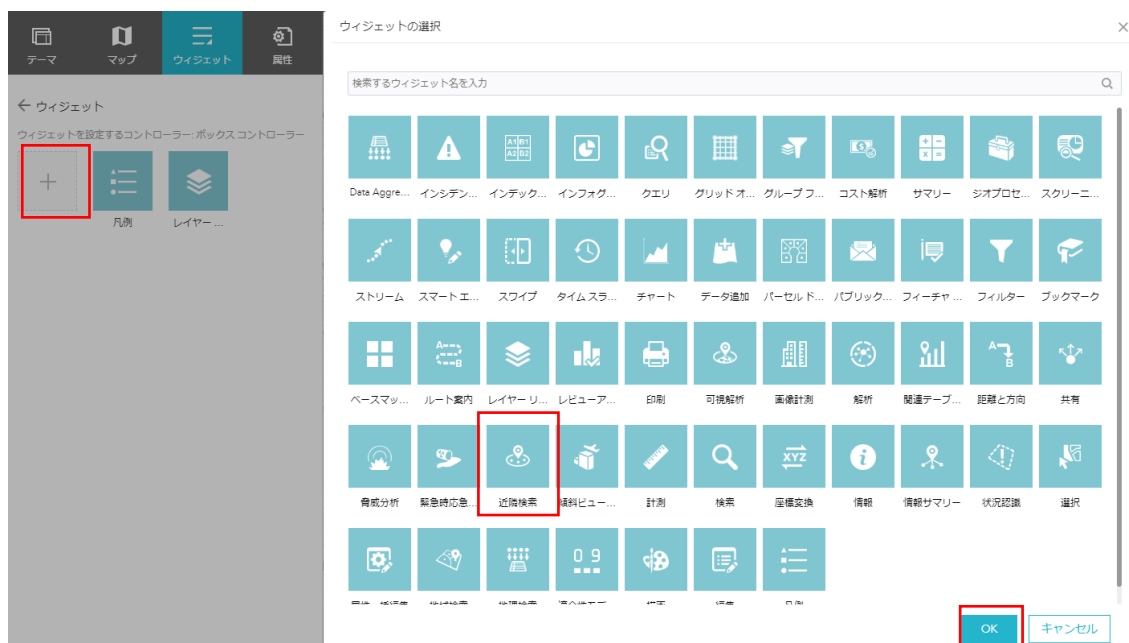 テーマ マップ ウィジェット 属性
ウィジェットの選択
検索するウィジェット名を入力
← ウィジェット
ウィジェットを設定するコントローラー: ボックス コントローラー
凡例 レイヤー ...
Data Aggre... インシデン... インデック... インフォグ... クエリ グリッド オ... グループ フ... コスト解析 サマリー ジオプロセ... スクリーニ...
ストリーム スマート エ... スワイプ タイム スラ... チャート データ追加 パーセル ド... パブリック... フィーチャ ... フィルター ブックマーク
ベースマッ... ルート案内 レイヤー リ... レビューア... 印刷 可視解析 画像計測 解析 関連テーブ... 距離と方向 共有
脅威分析 緊急時応急... 近隣検索 傾斜ビュー... 計測 検索 座標変換 情報 情報サマリー 状況認識 選択
OK キャンセル